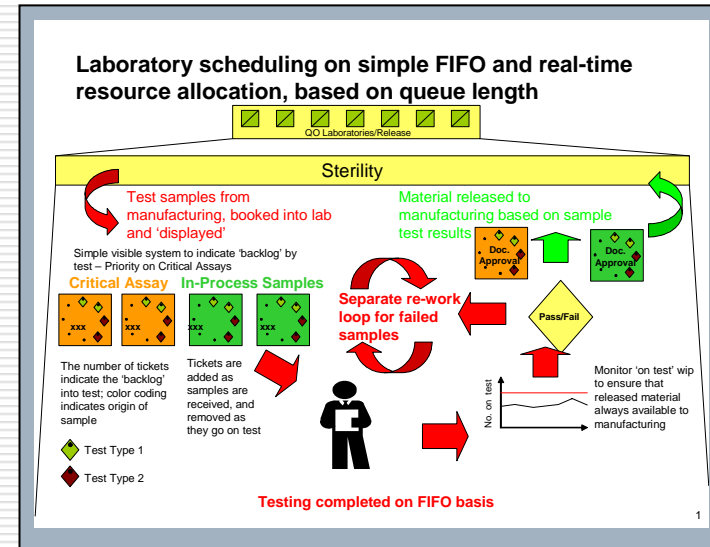 Laboratory scheduling on simple FIFO and real-time
resource allocation, based on queue length
QO Laboratories/Release
Sterility
Test samples from
manufacturing, booked into lab
and ‘displayed’
Material released to
manufacturing based on sample
test results
Simple visible system to indicate ‘backlog’ by
test – Priority on Critical Assays
Critical Assay
In-Process Samples
xxx
xxx
xxx
xxx
Doc.
Approval
Doc.
Approval
Separate re-work
loop for failed
samples
Pass/Fail
The number of tickets
indicate the ‘backlog’
into test; color coding
indicates origin of
sample
Tickets are
added as
samples are
received, and
removed as
they go on test
Test Type 1
Test Type 2
No. on test
Monitor ‘on test’ wip
to ensure that
released material
always available to
manufacturing
Testing completed on FIFO basis
1